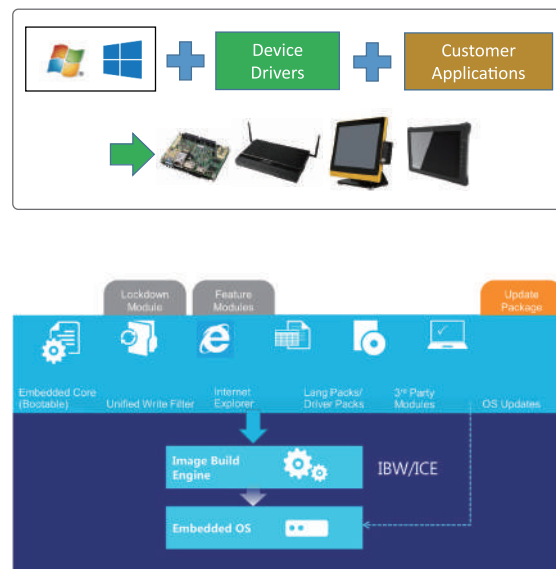 Device
Drivers
Customer
Applications
Lockdown
Module
Feature
Modules
Update
Package
Embedded Core
(Bootable)
Unified Write Filter
Internet
Explorer
Lang Packs/
Driver Packs
3rd Party
Modules
OS Updates
Image Build
Engine
IBW/ICE
Embedded OS